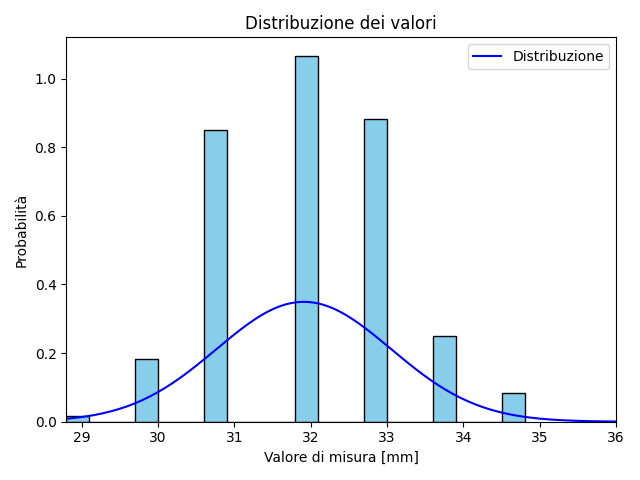 Distribuzione dei valori
Distribuzione
1.0
0.8
0.6
0.4
0.2
0.0
Probabilità
29 30 31 32 33 34 35 36
Valore di misura [mm]